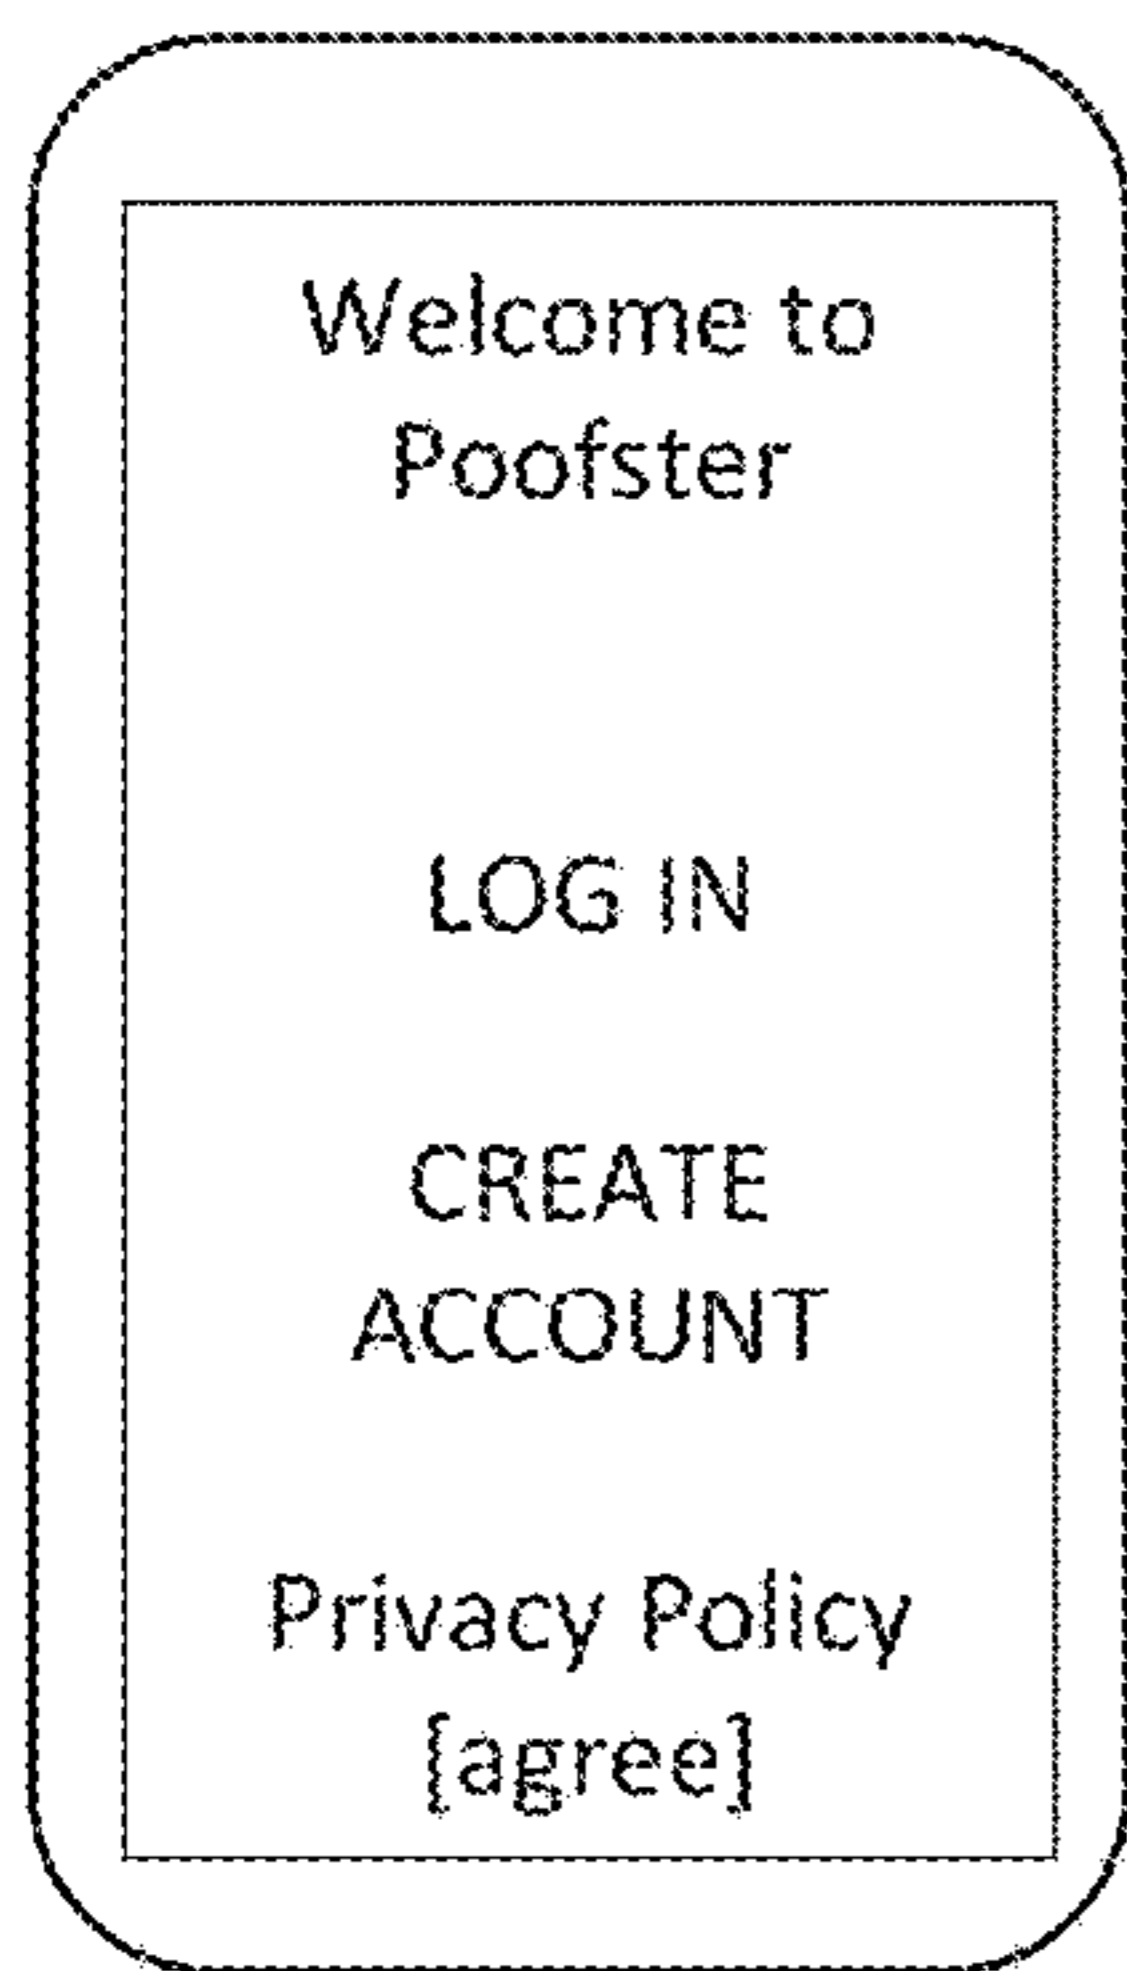 Welcome to
Poofster
LOG IN
CREATE
ACCOUNT
Privacy Policy
[agree]